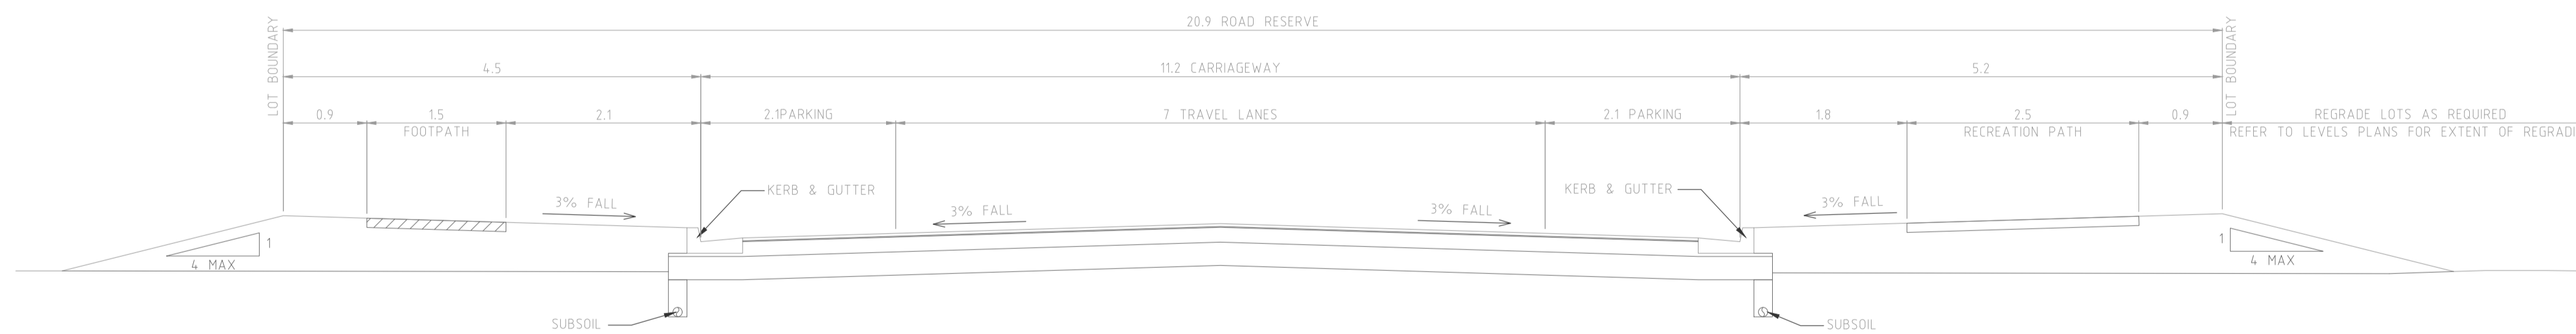 20.9 ROAD RESERVE
LOT BOUNDARY
LOT BOUNDARY
4.5
11.2 CARRIAGEWAY
5.2
0.9
1.5
FOOTPATH
2.1
2.1PARKING
7 TRAVEL LANES
2.1 PARKING
1.8
2.5
RECREATION PATH
0.9
REGRADE LOTS AS REQUIRED
REFER TO LEVELS PLANS FOR EXTENT OF REGRADI
KERB & GUTTER
KERB & GUTTER
3% FALL
3% FALL
3% FALL
3% FALL
1
4 MAX
1
4 MAX
SUBSOIL
SUBSOIL